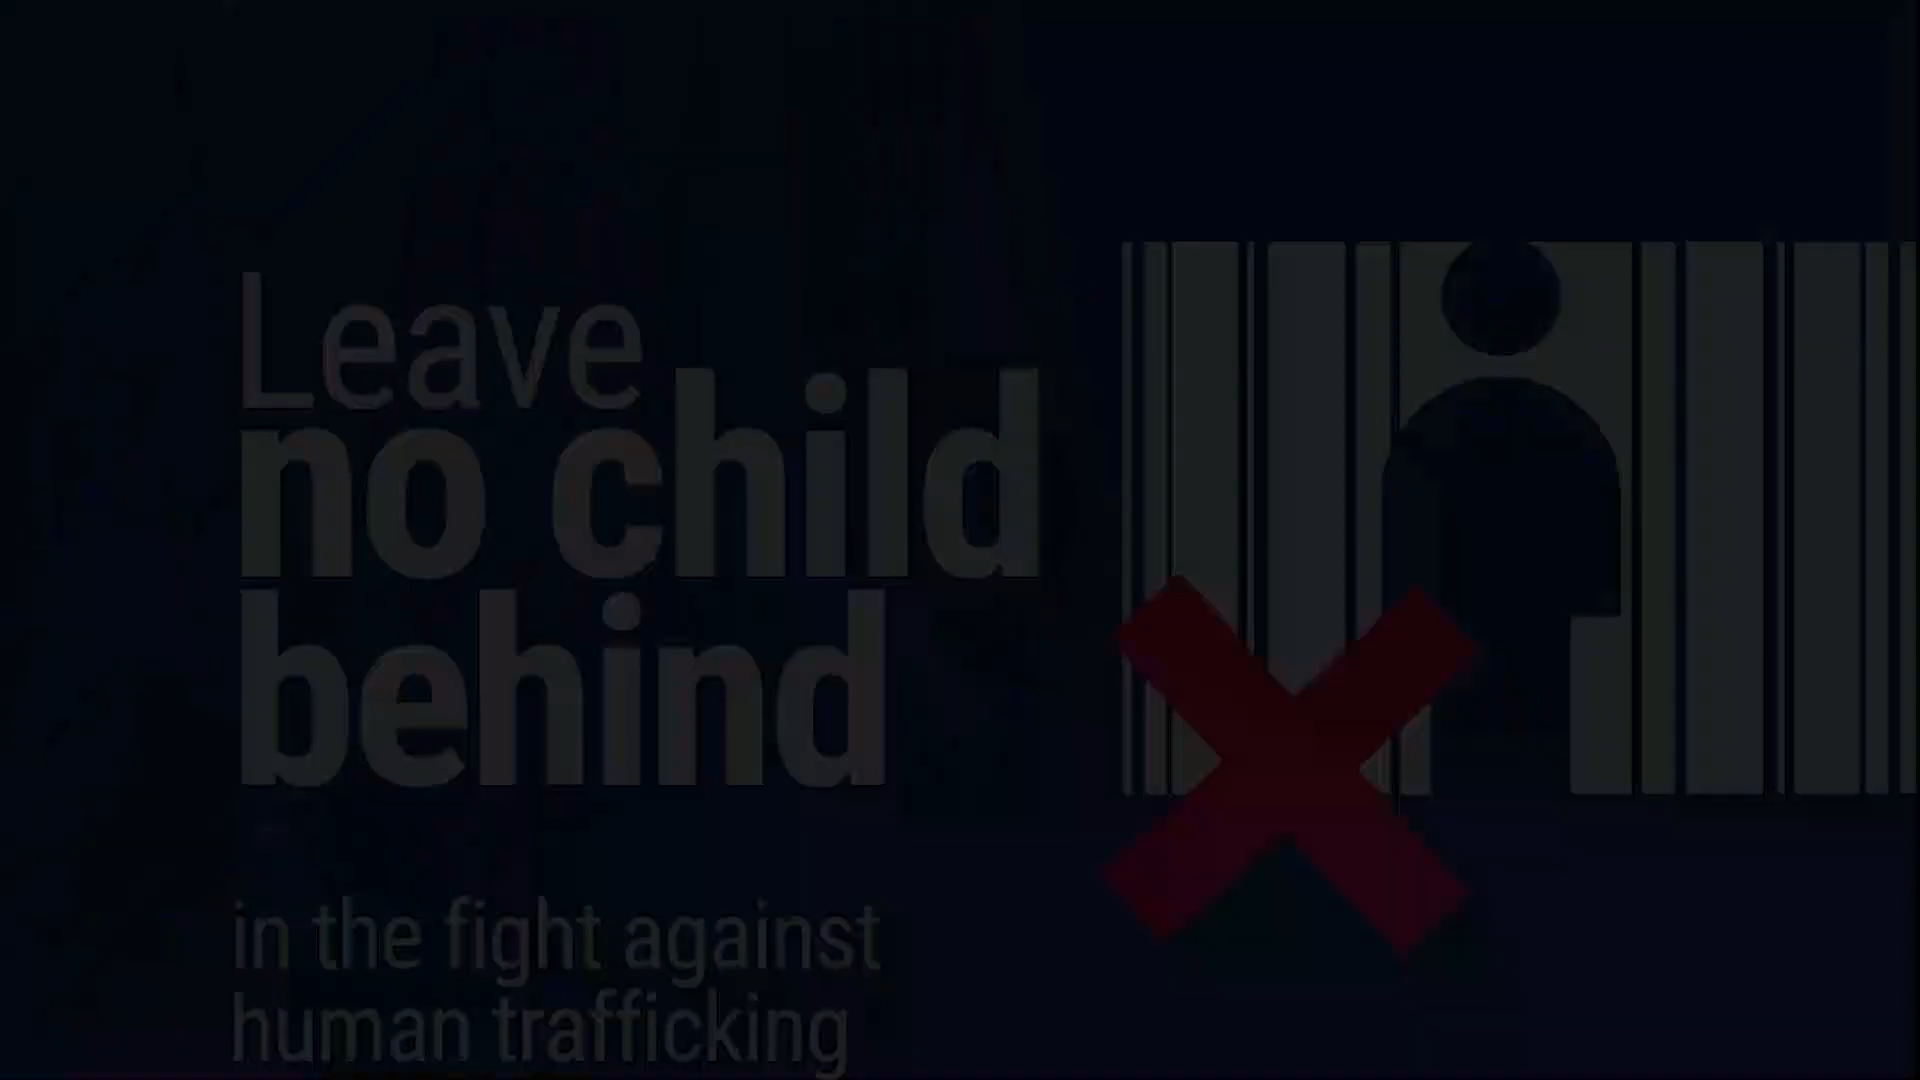 Leave
no child
behind
in the fight against
human trafficking